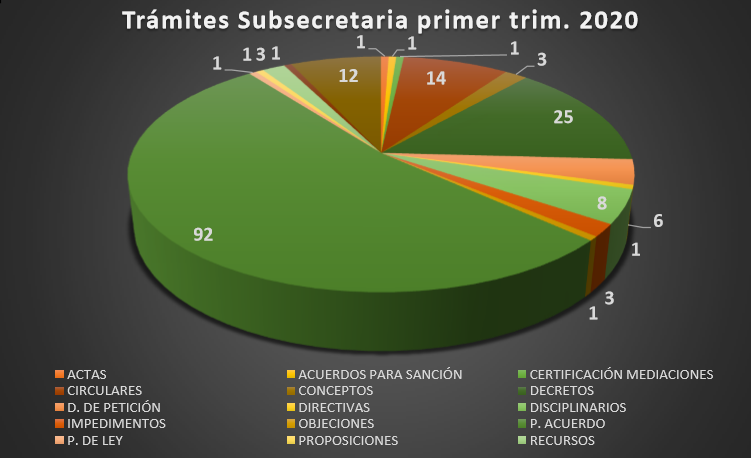 Trámites Subsecretaria primer trim. 2020
1 1 1
1 1 3 1 12 14 3
25
8
6
92
1
3
1
ACTAS ACUERDOS PARA SANCIÓN CERTIFICACIÓN MEDIACIONES
CIRCULARES CONCEPTOS DECRETOS
D. DE PETICIÓN DIRECTIVAS DISCIPLINARIOS
IMPEDIMENTOS OBJECIONES P. ACUERDO
P. DE LEY PROPOSICIONES RECURSOS